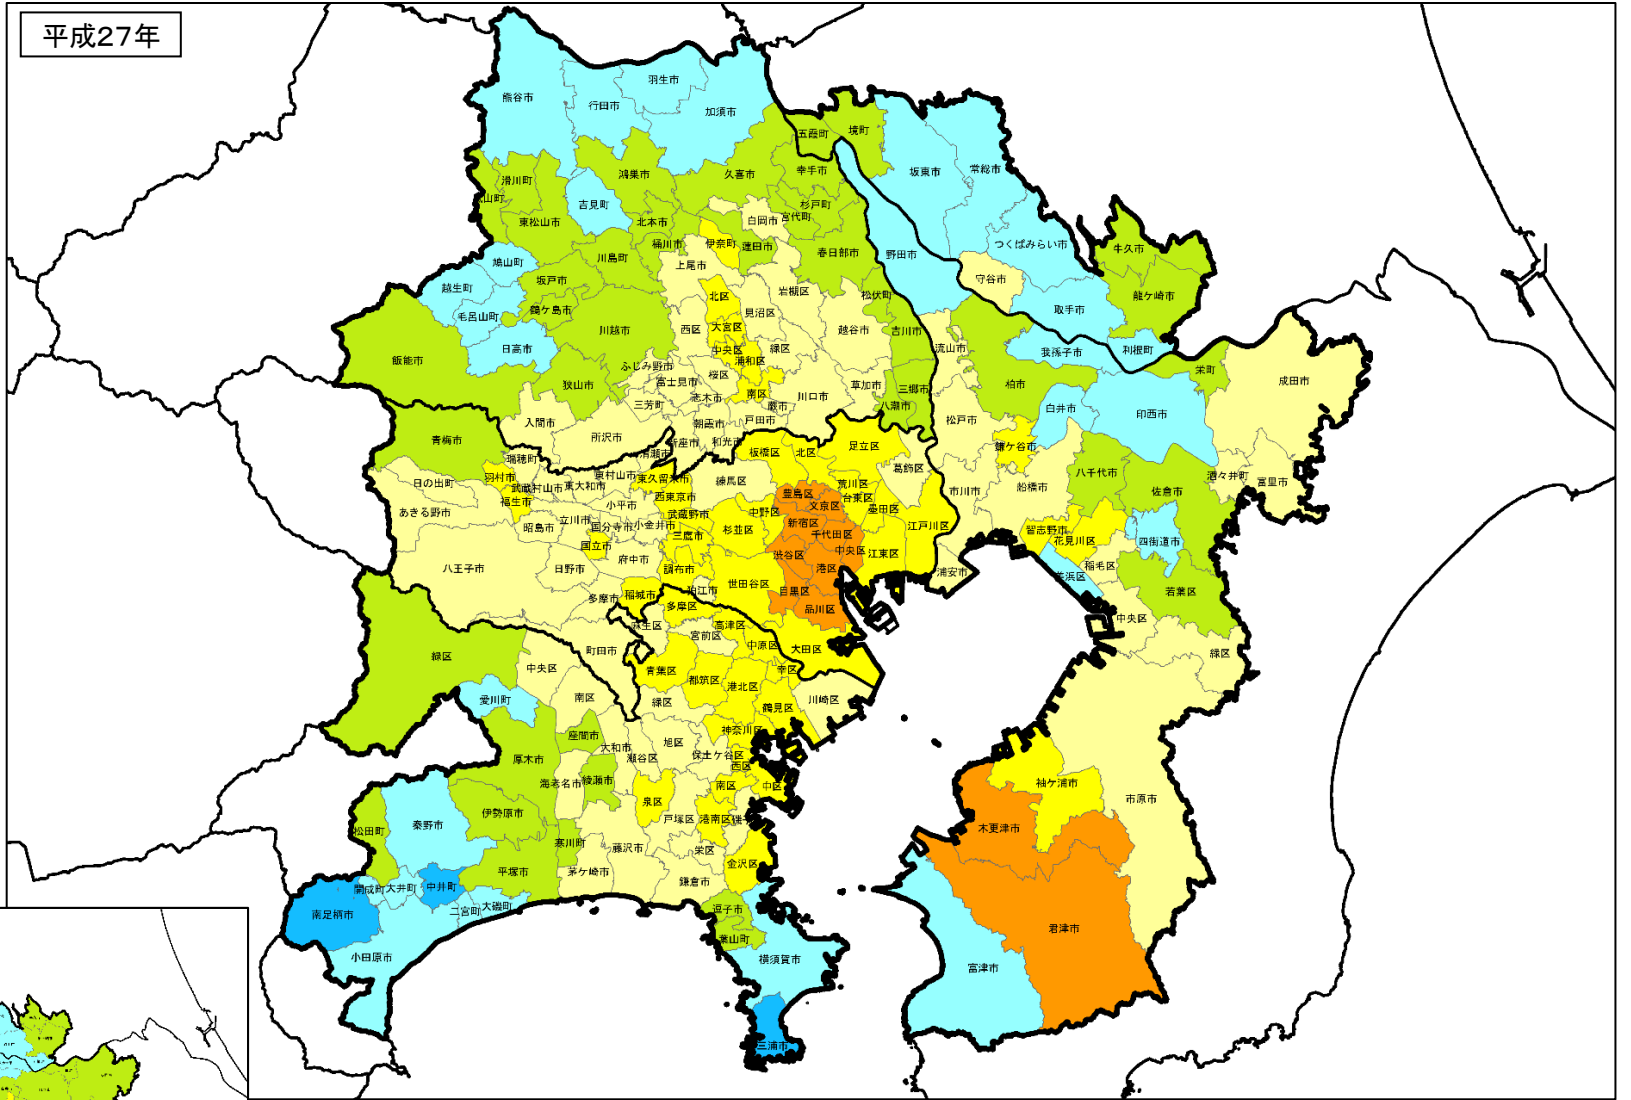 平成27年
熊谷市
行田市
羽生市
加須市
五霞町
境町
坂東市
常総市
つくばみらい市
守谷市
取手市
牛久市
龍ケ崎市
利根町
滑川町
山町
東松山市
鴻巣市
吉見町
北本市
久喜市
幸手市
杉戸町
宮代町
白岡市
桶川市
伊奈町
蓮田市
春日部市
野田市
鳩山町
越生町
毛呂山町
坂戸市
川島町
鶴ケ島市
川越市
日高市
飯能市
狭山市
上尾市
北区
大宮区
岩槻区
見沼区
西区
中央区
浦和区
緑区
桜区
南区
越谷市
松伏町
吉川市
三郷市
八潮市
草加市
川口市
蕨市
戸田市
ふじみ野市
富士見市
志木市
三芳町
朝霞市
新座市
和光市
入間市
所沢市
流山市
柏市
我孫子市
栄町
成田市
白井市
印西市
松戸市
鎌ケ谷市
市川市
船橋市
八千代市
佐倉市
酒々井町
富里市
習志野市
花見川区
四街道市
美浜区
稲毛区
若葉区
中央区
緑区
浦安市
市原市
袖ケ浦市
木更津市
君津市
富津市
青梅市
瑞穂町
日の出町
羽村市
武蔵村山市
東大和市
東村山市
清瀬市
東久留米市
西東京市
あきる野市
福生市
昭島市
立川市
小平市
国分寺市
小金井市
武蔵野市
三鷹市
国立市
府中市
調布市
八王子市
日野市
多摩市
稲城市
狛江市
町田市
板橋区
北区
足立区
葛飾区
練馬区
豊島区
文京区
荒川区
台東区
墨田区
中野区
杉並区
新宿区
千代田区
江戸川区
渋谷区
中央区
江東区
港区
世田谷区
目黒区
品川区
大田区
多摩区
麻生区
宮前区
高津区
中原区
幸区
川崎区
青葉区
都筑区
港北区
鶴見区
緑区
神奈川区
旭区
瀬谷区
保土ケ谷区
西区
南区
中区
泉区
戸塚区
港南区
磯子
栄区
金沢区
緑区
中央区
南区
愛川町
座間市
大和市
厚木市
海老名市
綾瀬市
伊勢原市
秦野市
松田町
寒川町
藤沢市
平塚市
茅ケ崎市
鎌倉市
開成町
大井町
中井町
二宮町
大磯町
南足柄市
小田原市
逗子市
葉山町
横須賀市
三浦市